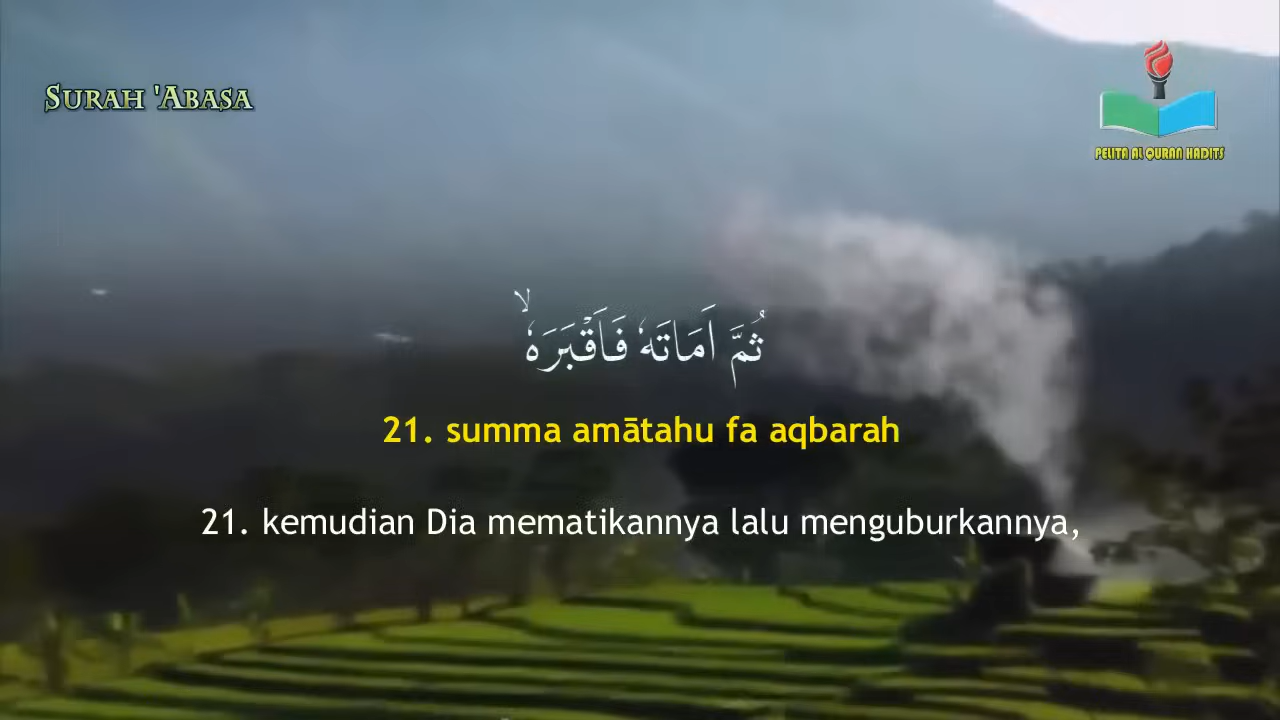 SURAH 'ABASA
PELITA AL QURAN HADITS
ثُمَّ اَمَاتَهٗ فَاَقْبَرَهٗۙ
21. summa amātahu fa aqbarah
21. kemudian Dia mematikannya lalu menguburkannya,